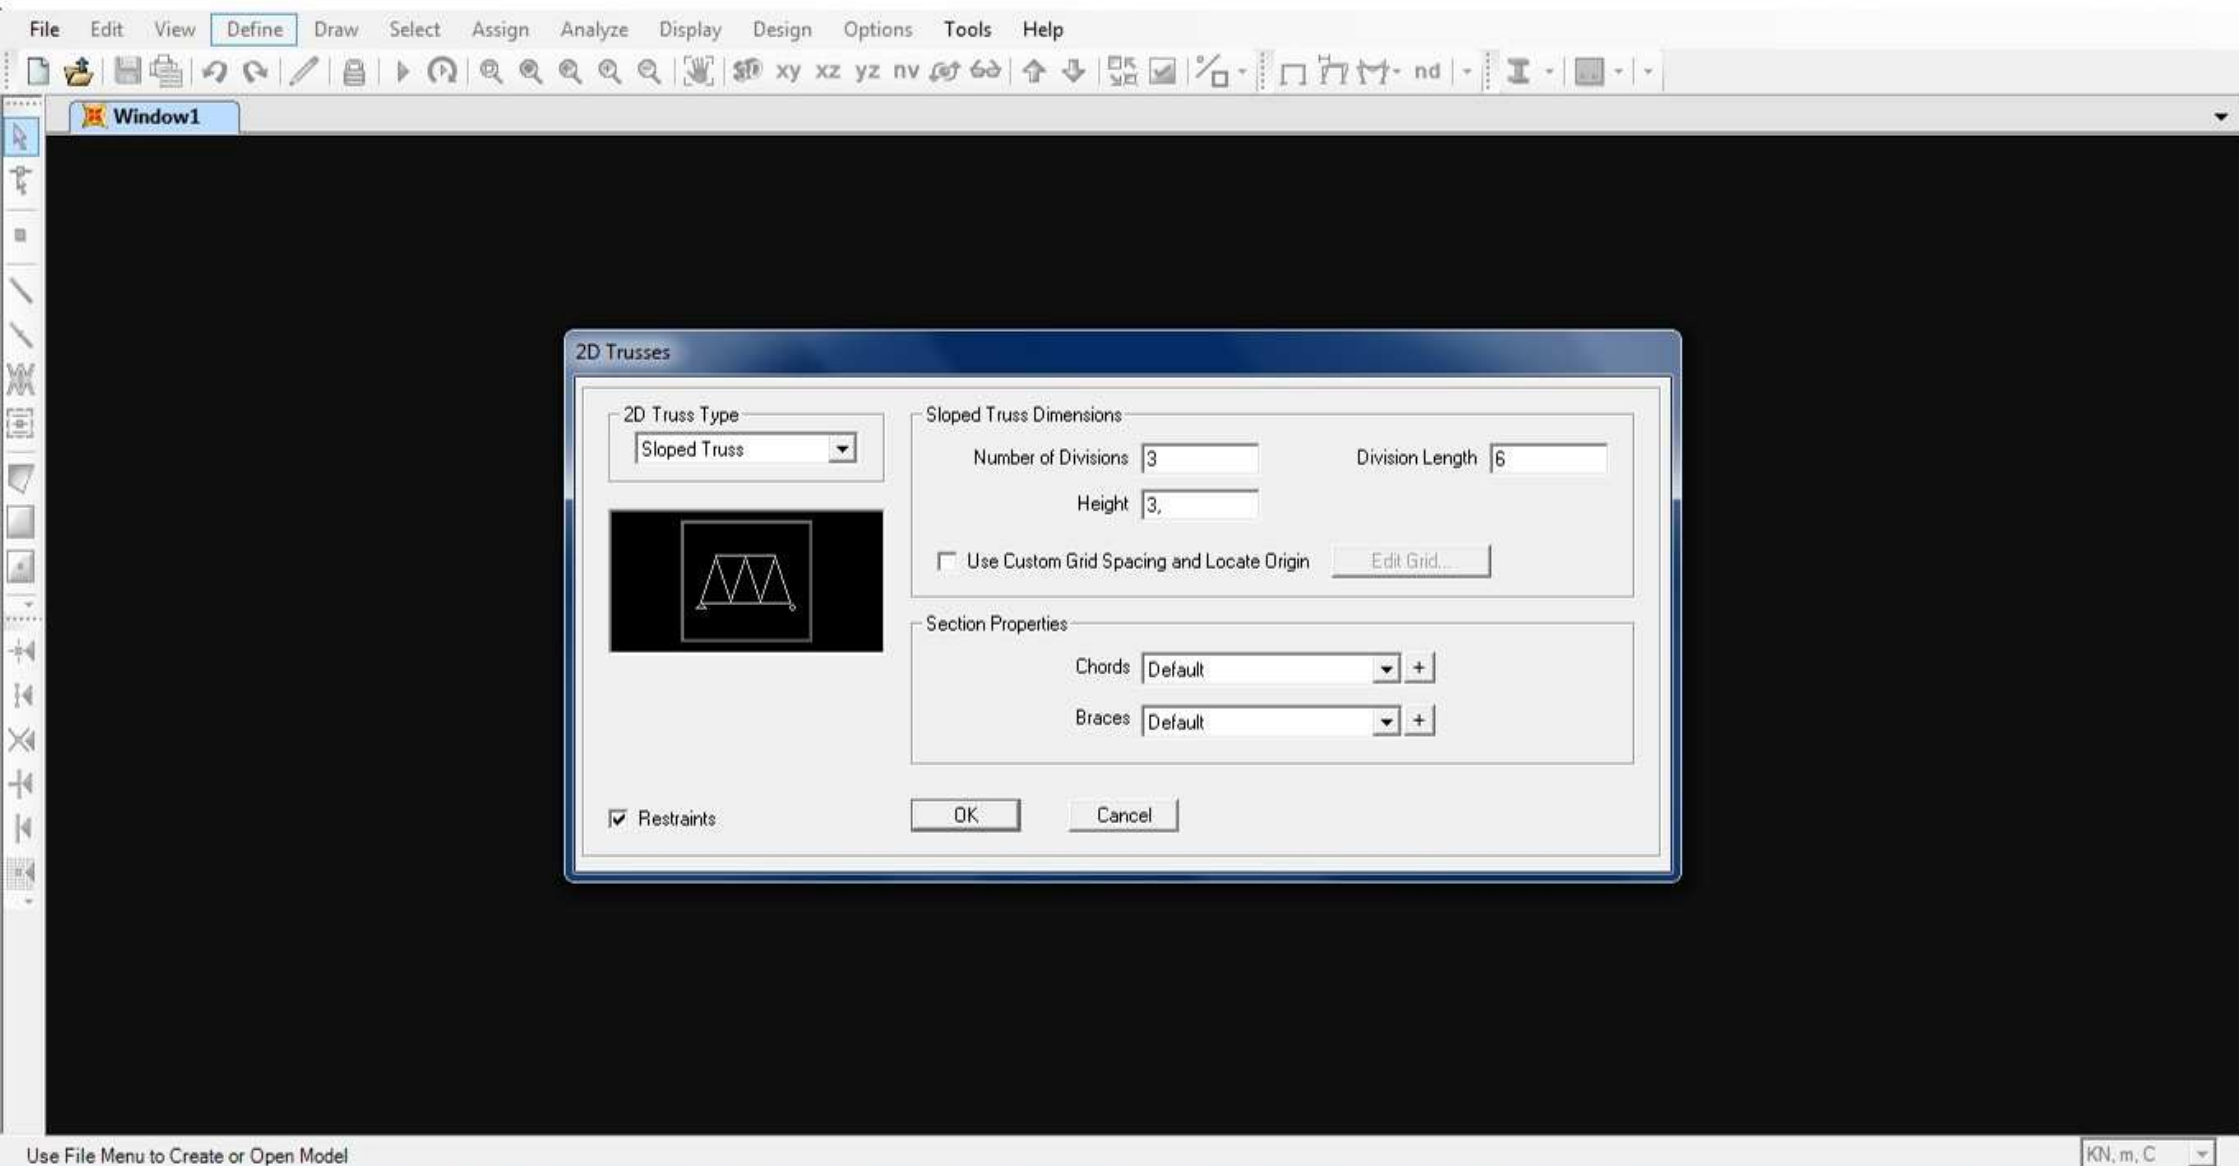 File Edit View Define Draw Select Assign Analyze Display Design Options Tools Help
xy xz yz nv nd
Window1
2D Trusses
2D Truss Type
Sloped Truss
Sloped Truss Dimensions
Number of Divisions 3 Division Length 6
Height 3,
Use Custom Grid Spacing and Locate Origin Edit Grid...
Section Properties
Chords Default +
Braces Default +
Restraints OK Cancel
Use File Menu to Create or Open Model KN, m, C